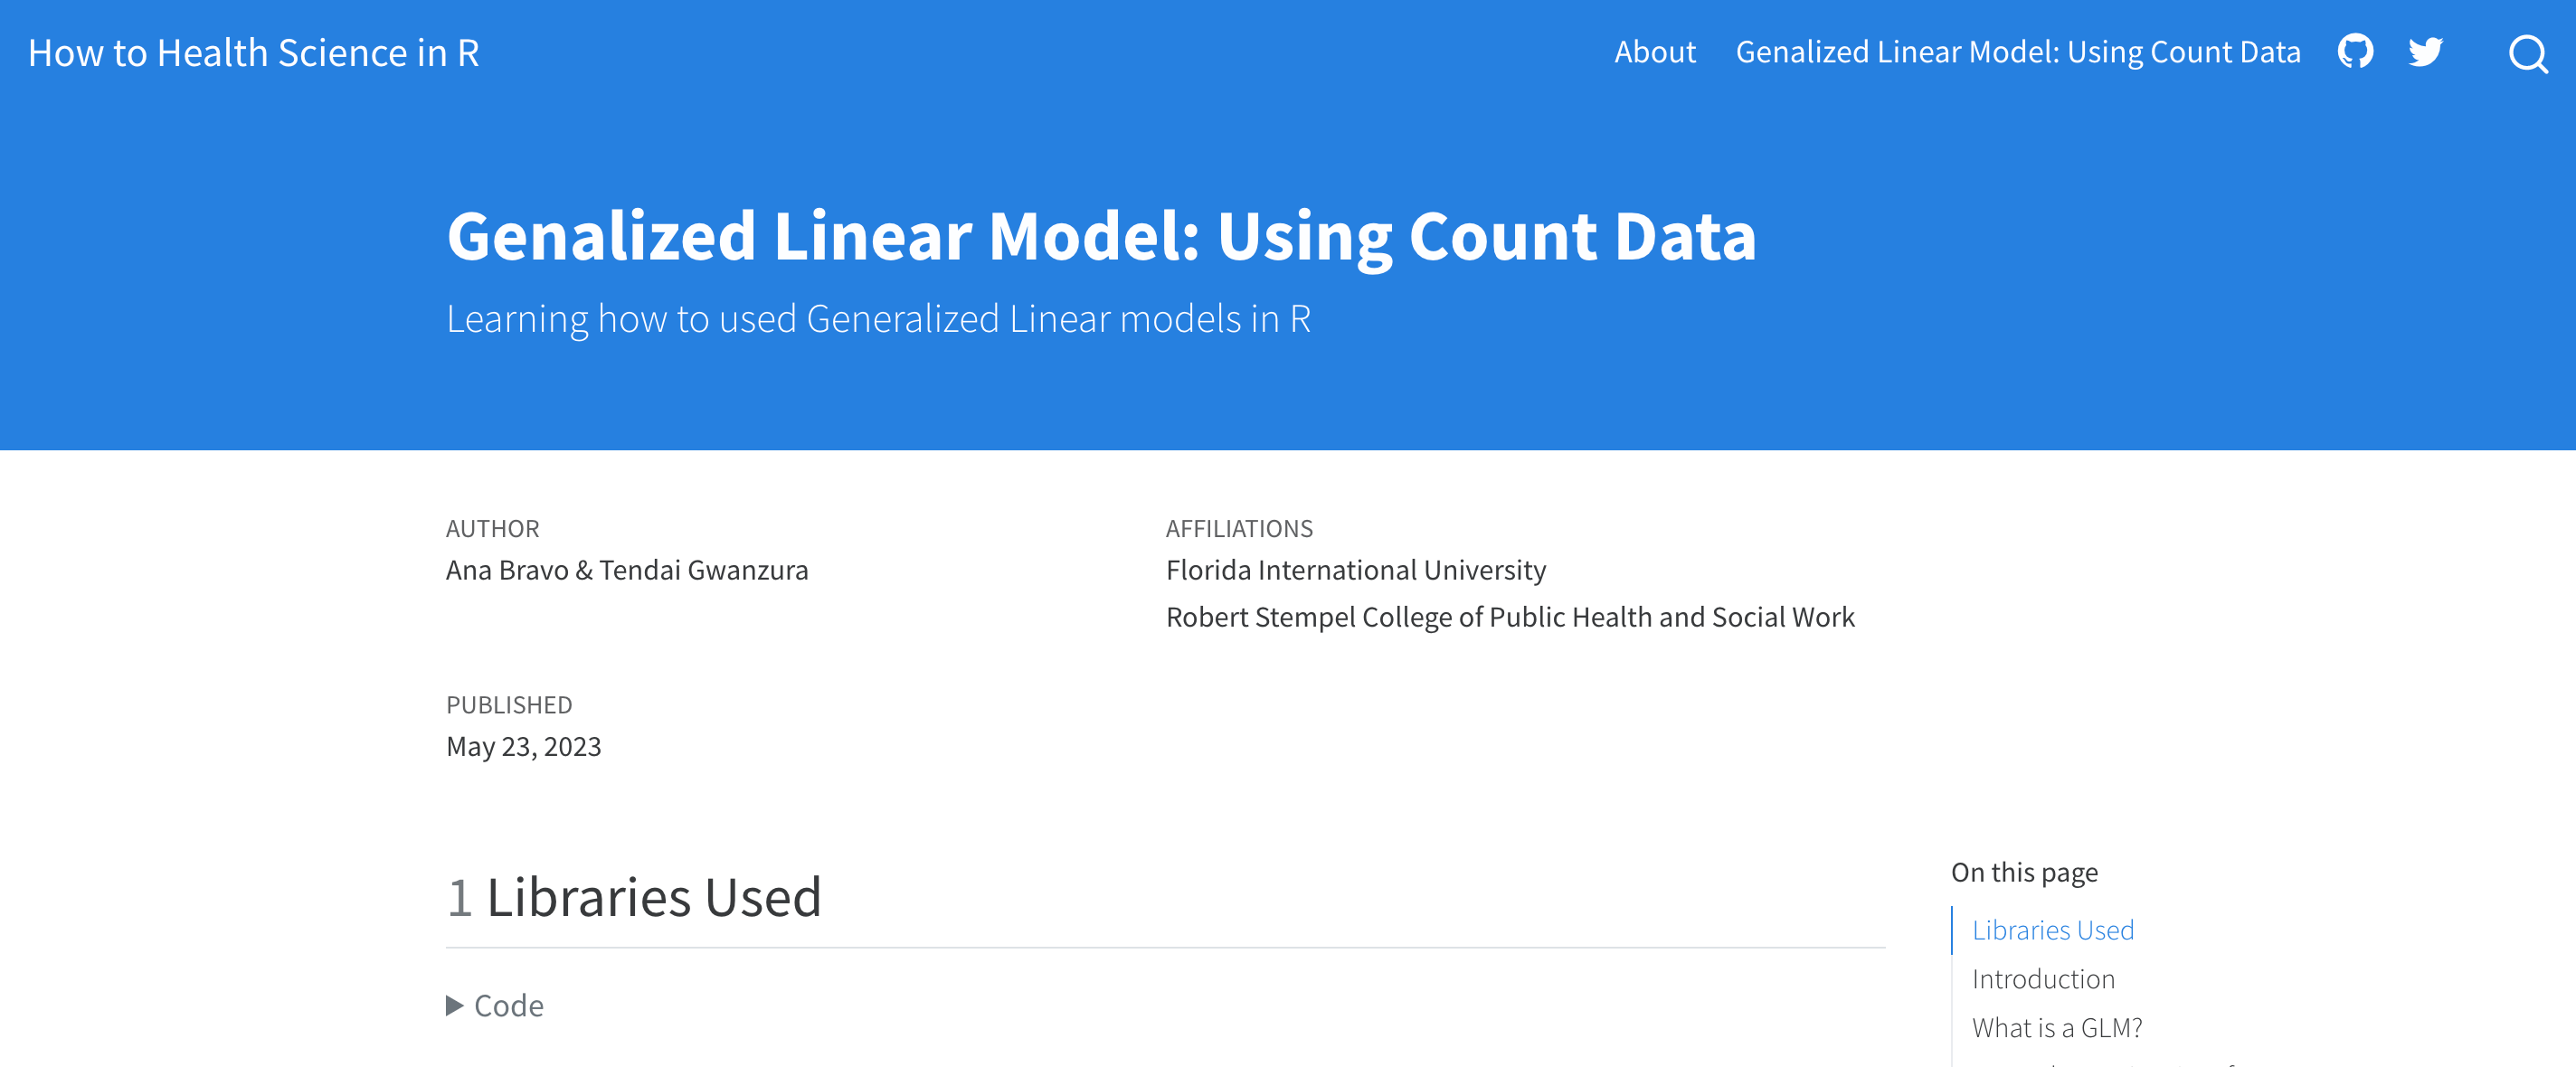 How to Health Science in R
About
Genalized Linear Model: Using Count Data
Genalized Linear Model: Using Count Data
Learning how to used Generalized Linear models in R
AUTHOR
Ana Bravo & Tendai Gwanzura
AFFILIATIONS
Florida International University
Robert Stempel College of Public Health and Social Work
PUBLISHED
May 23, 2023
1 Libraries Used
Code
On this page
Libraries Used
Introduction
What is a GLM?